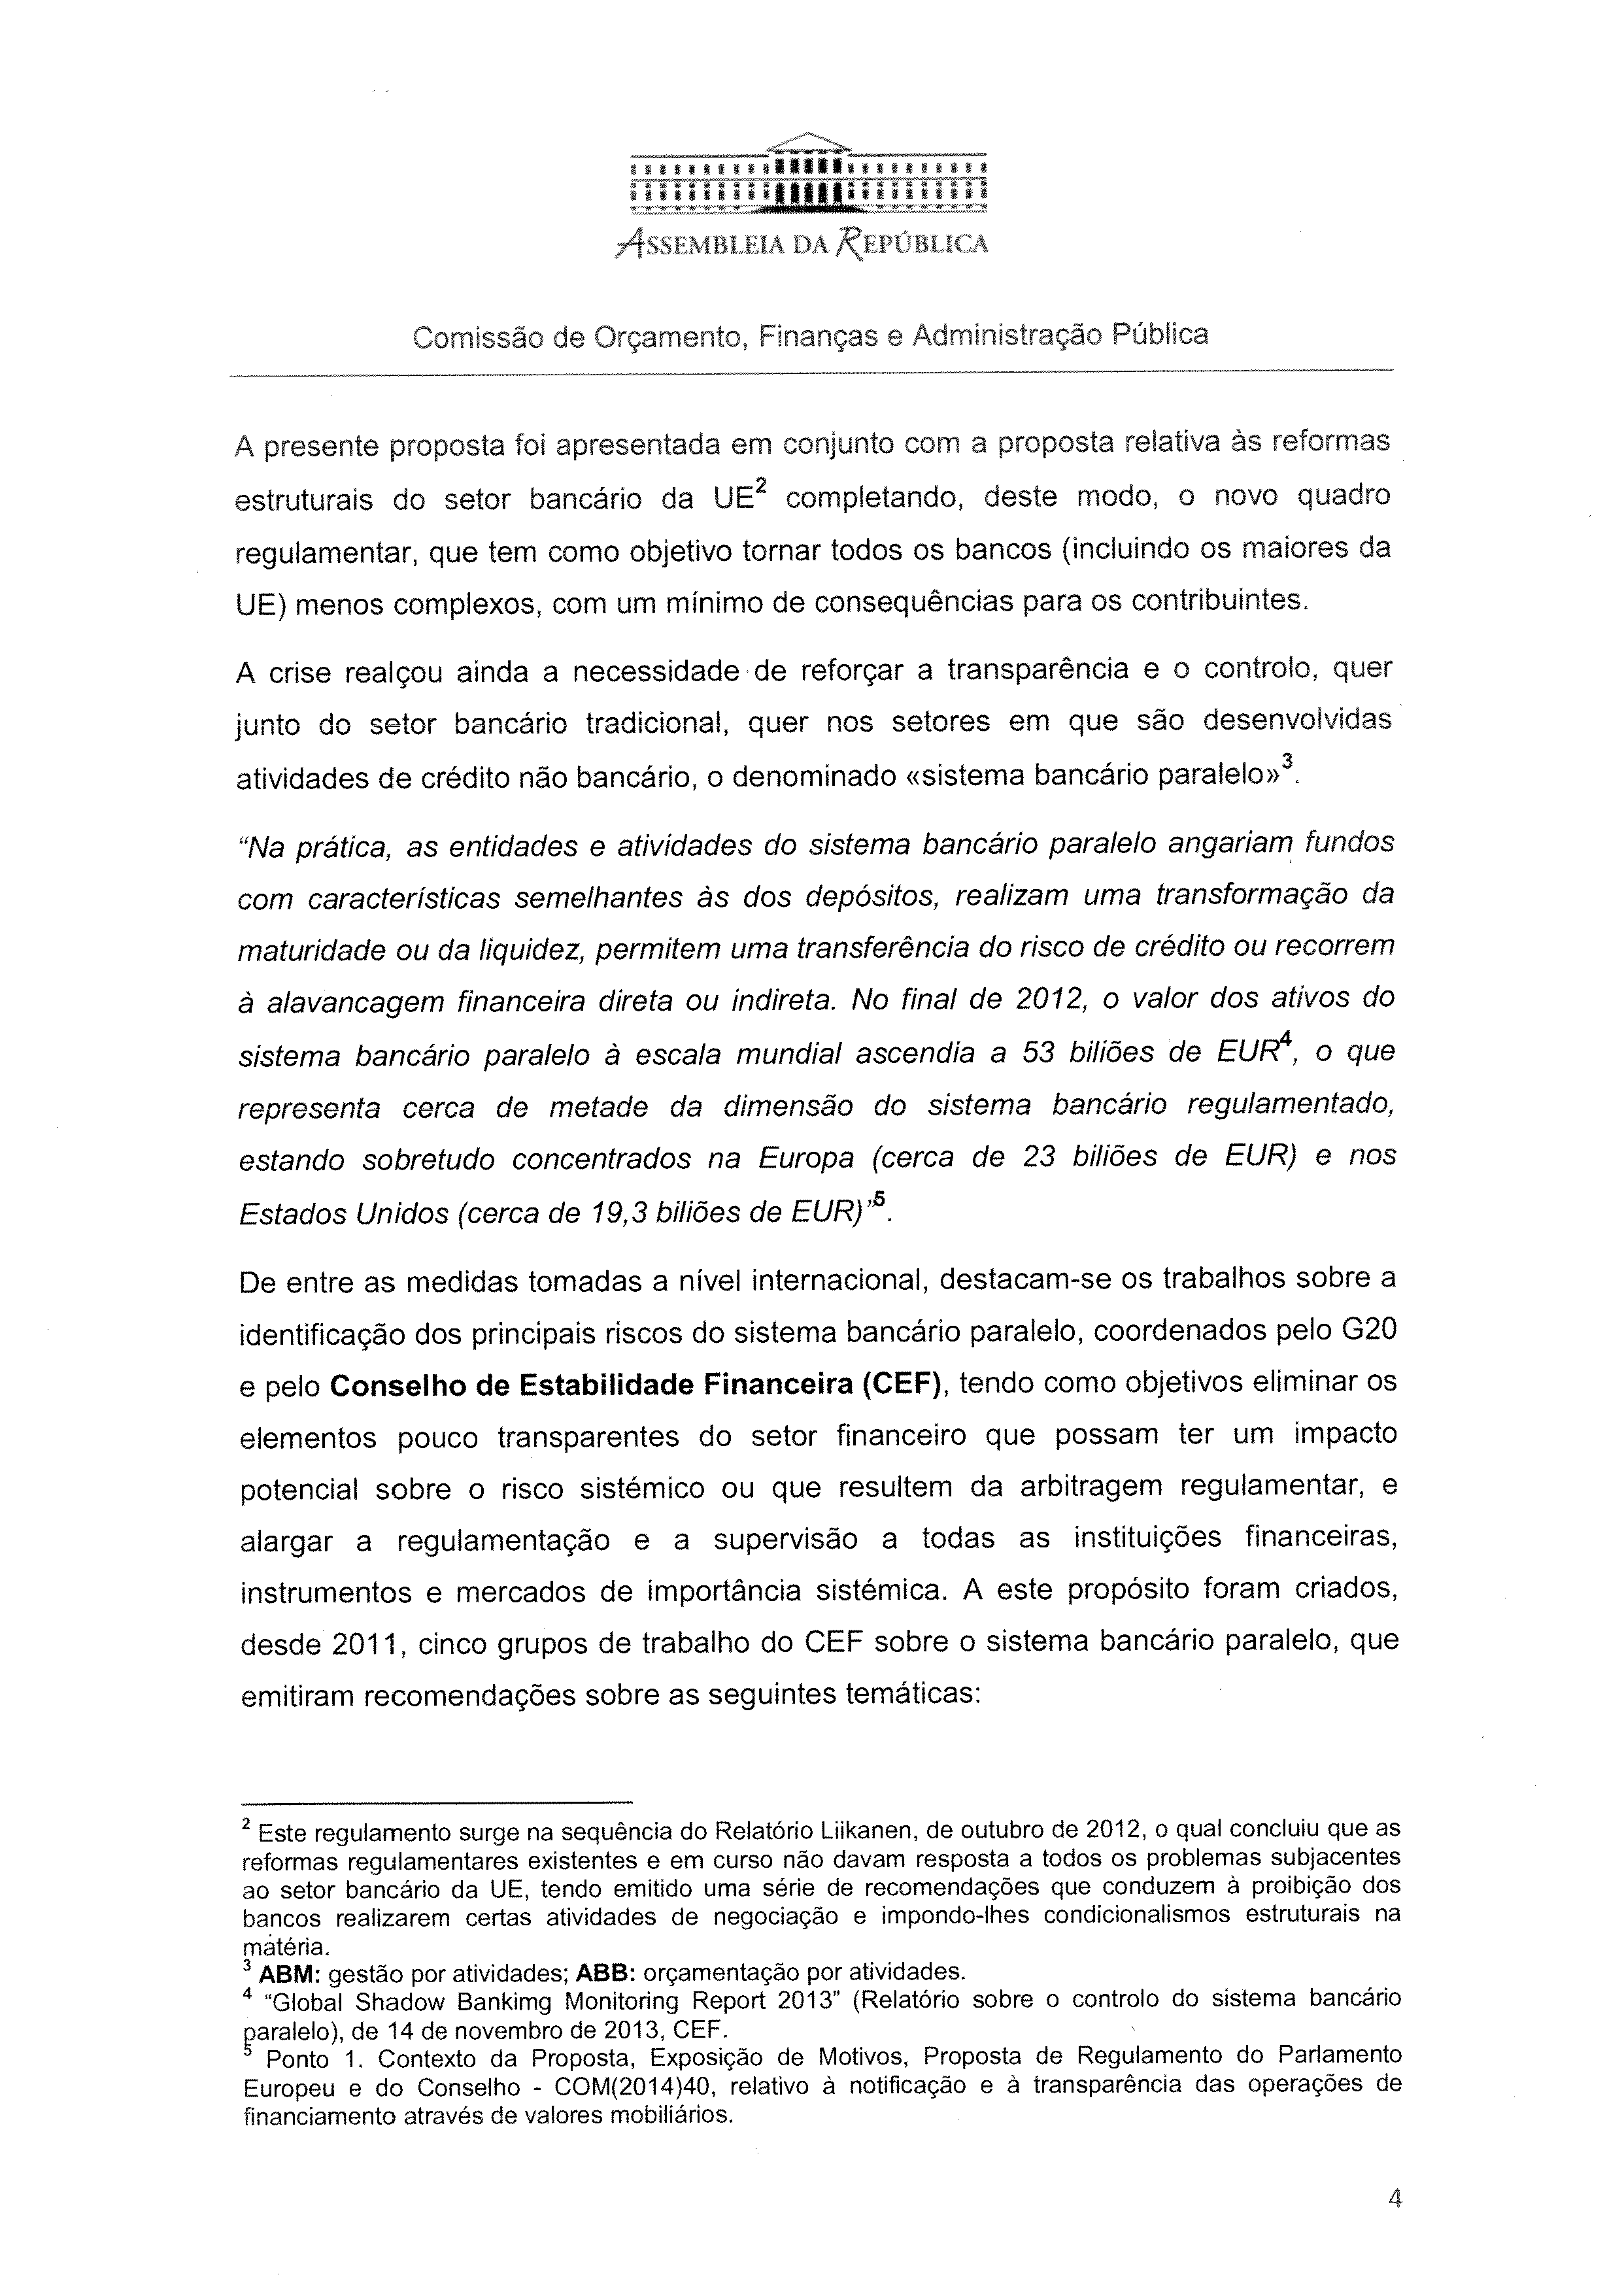 ASSEMBLEIA DA REPÚBLICA
Comissão de Orçamento, Finanças e Administração Pública
A presente proposta foi apresentada em conjunto com a proposta relativa às reformas
estruturais do setor bancário da UE² completando, deste modo, o novo quadro
regulamentar, que tem como objetivo tornar todos os bancos (incluindo os maiores da
UE) menos complexos, com um mínimo de consequências para os contribuintes.
A crise realçou ainda a necessidade de reforçar a transparência e o controlo, quer
junto do setor bancário tradicional, quer nos setores em que são desenvolvidas
atividades de crédito não bancário, o denominado «sistema bancário paralelo»³.
“Na prática, as entidades e atividades do sistema bancário paralelo angariam fundos
com características semelhantes às dos depósitos, realizam uma transformação da
maturidade ou da liquidez, permitem uma transferência do risco de crédito ou recorrem
à alavancagem financeira direta ou indireta. No final de 2012, o valor dos ativos do
sistema bancário paralelo à escala mundial ascendia a 53 biliões de EUR⁴, o que
representa cerca de metade da dimensão do sistema bancário regulamentado,
estando sobretudo concentrados na Europa (cerca de 23 biliões de EUR) e nos
Estados Unidos (cerca de 19,3 biliões de EUR)”⁵.
De entre as medidas tomadas a nível internacional, destacam-se os trabalhos sobre a
identificação dos principais riscos do sistema bancário paralelo, coordenados pelo G20
e pelo Conselho de Estabilidade Financeira (CEF), tendo como objetivos eliminar os
elementos pouco transparentes do setor financeiro que possam ter um impacto
potencial sobre o risco sistémico ou que resultem da arbitragem regulamentar, e
alargar a regulamentação e a supervisão a todas as instituições financeiras,
instrumentos e mercados de importância sistémica. A este propósito foram criados,
desde 2011, cinco grupos de trabalho do CEF sobre o sistema bancário paralelo, que
emitiram recomendações sobre as seguintes temáticas:
² Este regulamento surge na sequência do Relatório Liikanen, de outubro de 2012, o qual concluiu que as
reformas regulamentares existentes e em curso não davam resposta a todos os problemas subjacentes
ao setor bancário da UE, tendo emitido uma série de recomendações que conduzem à proibição dos
bancos realizarem certas atividades de negociação e impondo-lhes condicionalismos estruturais na
matéria.
³ ABM: gestão por atividades; ABB: orçamentação por atividades.
⁴ “Global Shadow Bankimg Monitoring Report 2013” (Relatório sobre o controlo do sistema bancário
paralelo), de 14 de novembro de 2013, CEF.
⁵ Ponto 1. Contexto da Proposta, Exposição de Motivos, Proposta de Regulamento do Parlamento
Europeu e do Conselho - COM(2014)40, relativo à notificação e à transparência das operações de
financiamento através de valores mobiliários.
4